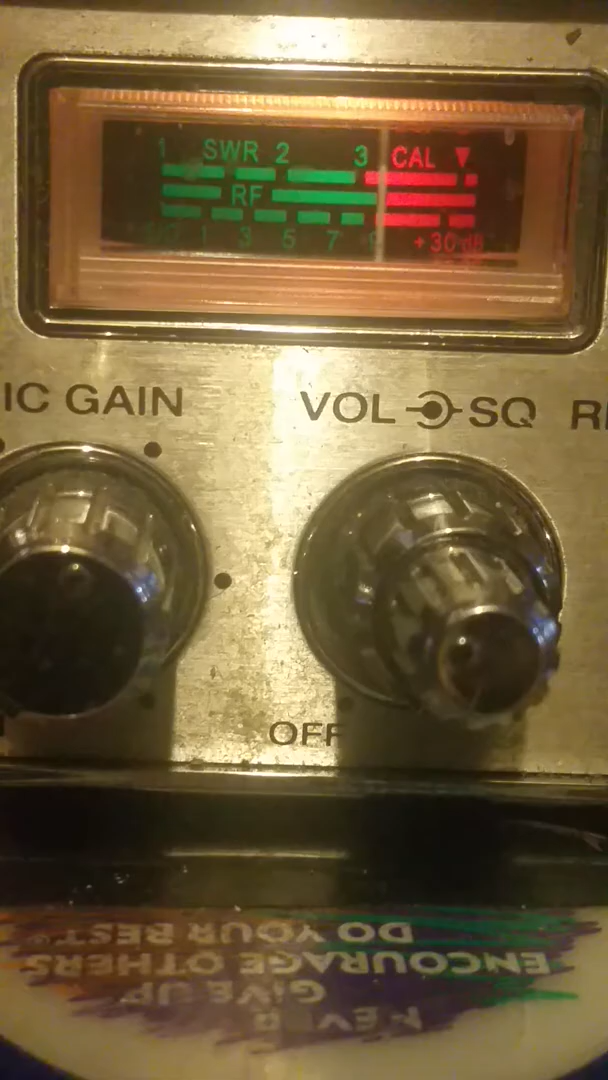 1 SWR 2 3 CAL
RF
1 3 5 7 9 +30 dB
IC GAIN
VOL SQ
OFF
NEVER
GIVE UP
ENCOURAGE OTHERS
DO YOUR BEST